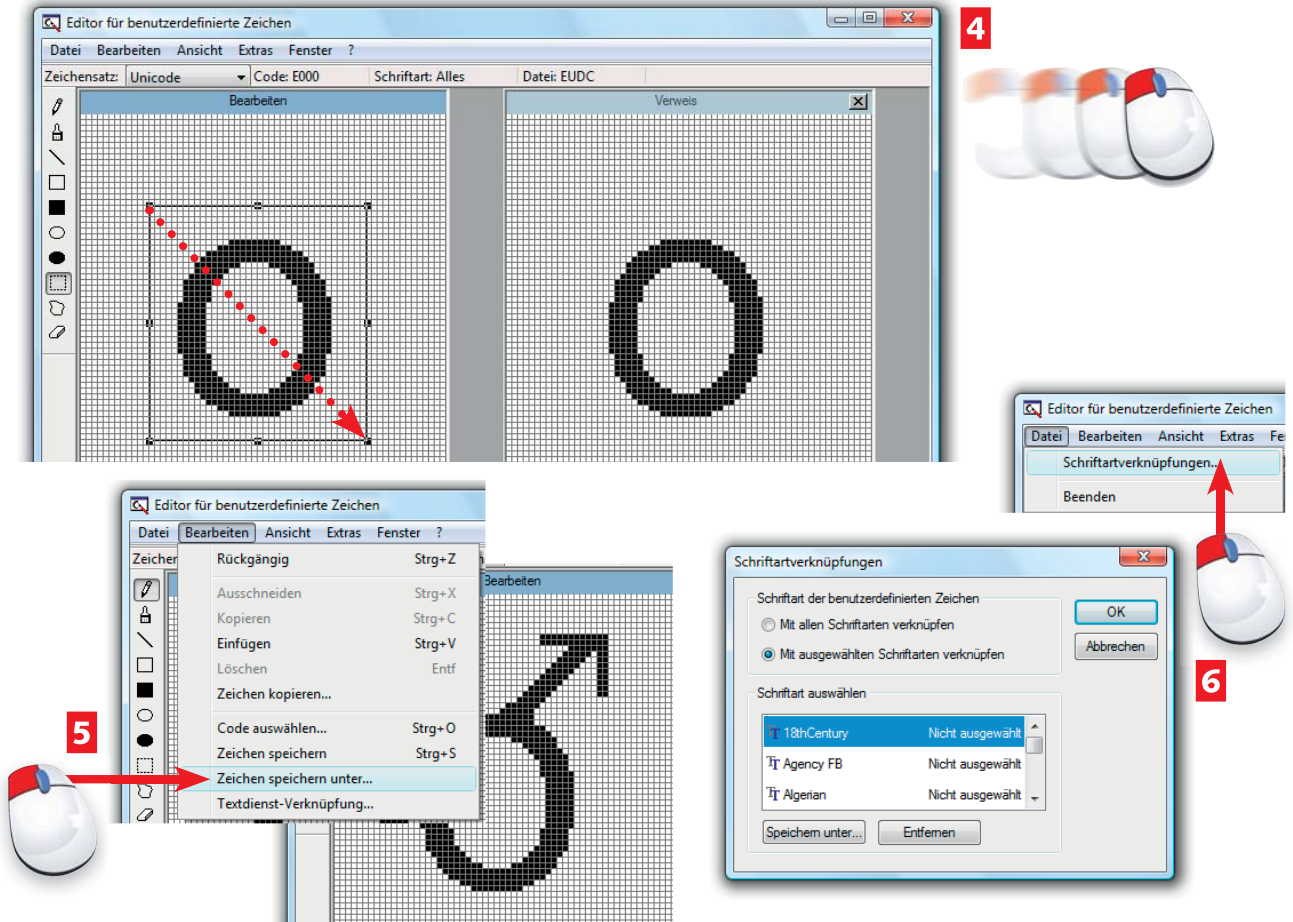 Editor für benutzerdefinierte Zeichen
Datei Bearbeiten Ansicht Extras Fenster ?
Zeichensatz: Unicode Code: E000 Schriftart: Alles Datei: EUDC
Bearbeiten
Verweis
4
Editor für benutzerdefinierte Zeichen
Datei Bearbeiten Ansicht Extras
Schriftartverknüpfungen...
Beenden
6
Editor für benutzerdefinierte Zeichen
Datei Bearbeiten Ansicht Extras Fenster ?
Rückgängig Strg+Z
Ausschneiden Strg+X
Kopieren Strg+C
Einfügen Strg+V
Löschen Entf
Zeichen kopieren...
Code auswählen... Strg+O
Zeichen speichern Strg+S
Zeichen speichern unter...
Textdienst-Verknüpfung...
Bearbeiten
5
Schriftartverknüpfungen
Schriftart der benutzerdefinierten Zeichen
Mit allen Schriftarten verknüpfen
Mit ausgewählten Schriftarten verknüpfen
OK
Abbrechen
Schriftart auswählen
18thCentury Nicht ausgewählt
Agency FB Nicht ausgewählt
Algerian Nicht ausgewählt
Speichern unter... Entfernen